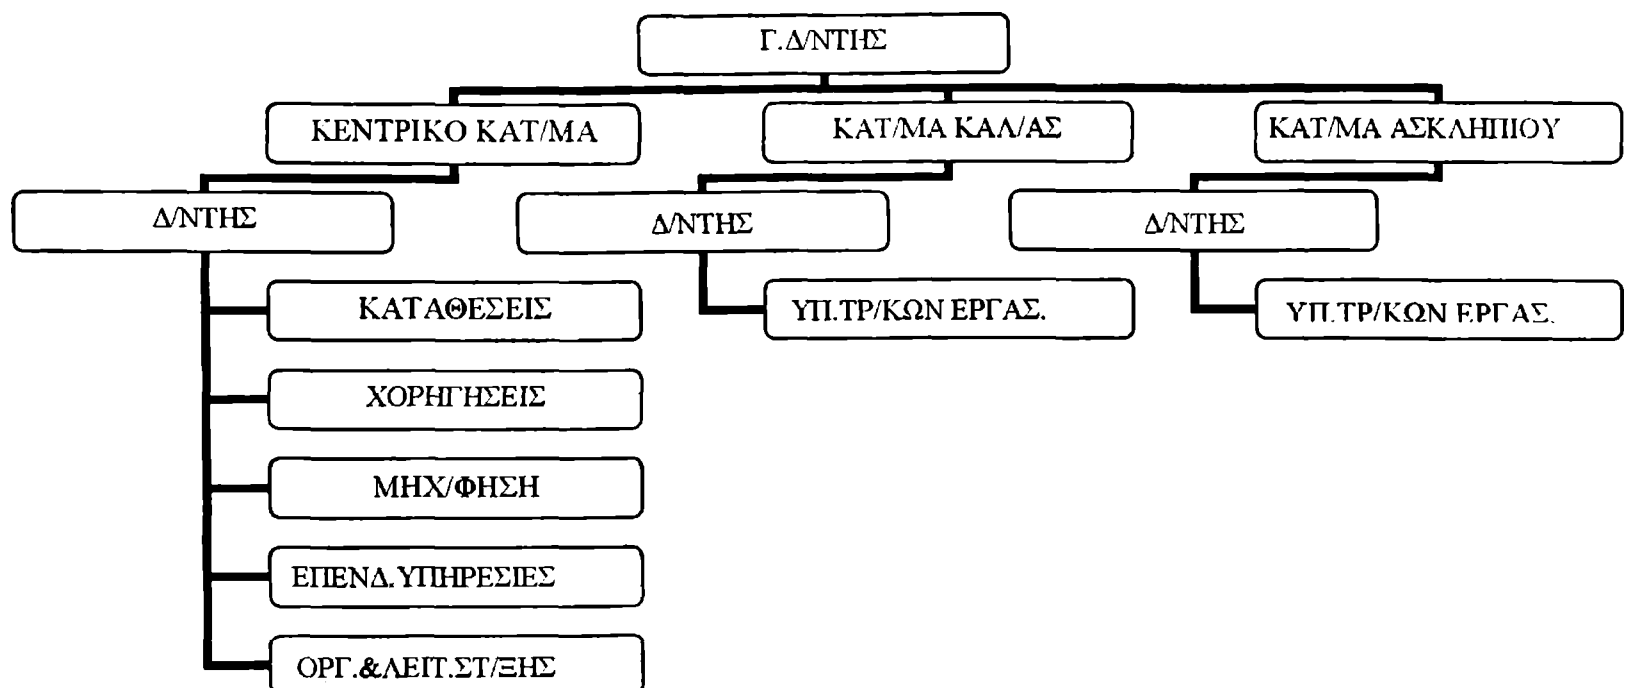 Γ.Δ/ΝΤΗΣ
ΚΕΝΤΡΙΚΟ ΚΑΤ/ΜΑ
ΚΑΤ/ΜΑ ΚΑΛ/ΑΣ
ΚΑΤ/ΜΑ ΑΣΚΛΗΠΙΟΥ
Δ/ΝΤΗΣ
Δ/ΝΤΗΣ
Δ/ΝΤΗΣ
ΚΑΤΑΘΕΣΕΙΣ
ΥΠ.ΤΡ/ΚΩΝ ΕΡΓΑΣ.
ΥΠ.ΤΡ/ΚΩΝ ΕΡΓΑΣ.
ΧΟΡΗΓΗΣΕΙΣ
ΜΗΧ/ΦΗΣΗ
ΕΠΕΝΔ.ΥΠΗΡΕΣΙΕΣ
ΟΡΓ.&ΛΕΙΤ.ΣΤ/ΞΗΣ